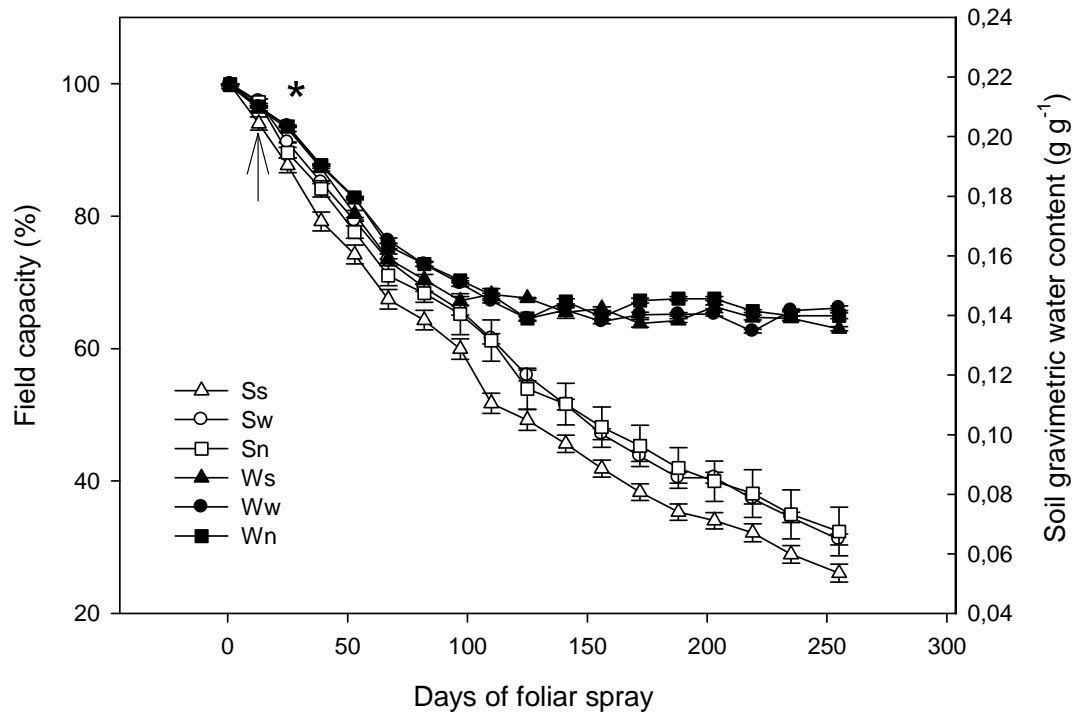 Field capacity (%)
100
80
60
40
20
0,24
0,22
0,20
0,18
0,16
0,14
0,12
0,10
0,08
0,06
0,04
Soil gravimetric water content (g g⁻¹)
*
Ss
Sw
Sn
Ws
Ww
Wn
0
50
100
150
200
250
300
Days of foliar spray